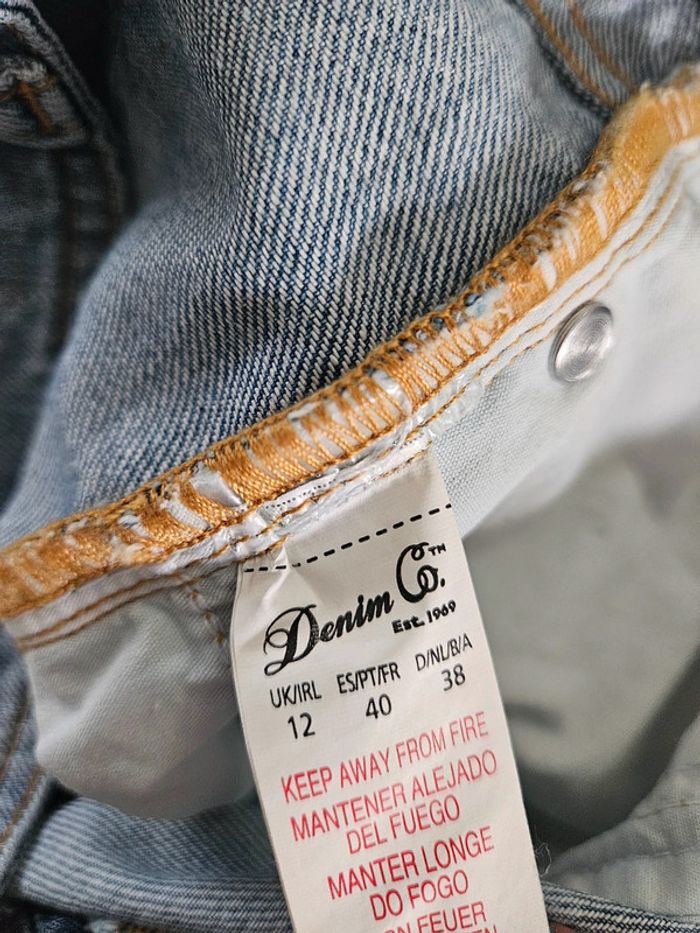 Denim Co.™
Est. 1969
UK/IRL ES/PT/FR D/NL/B/A
12 40 38
KEEP AWAY FROM FIRE
MANTENER ALEJADO
DEL FUEGO
MANTER LONGE
DO FOGO
FEUER